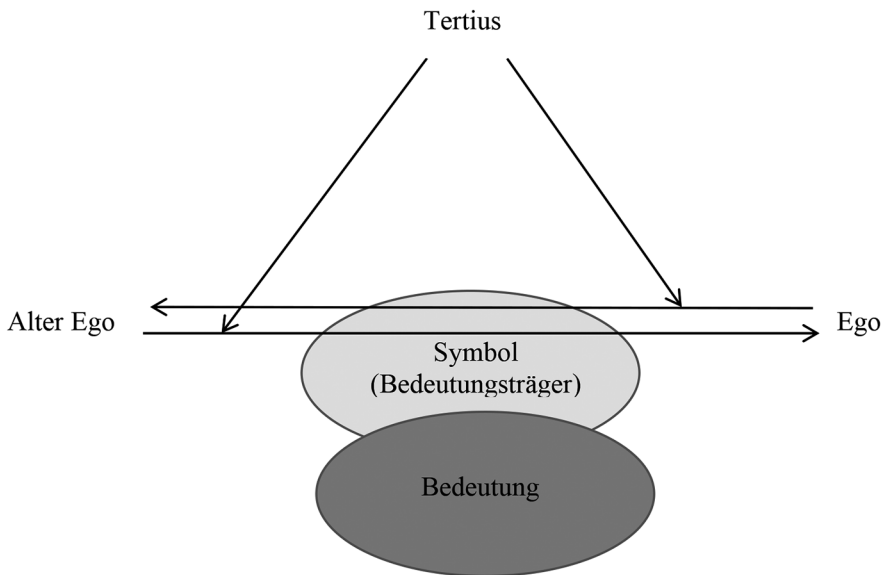 Tertius
Alter Ego
Ego
Symbol
(Bedeutungsträger)
Bedeutung